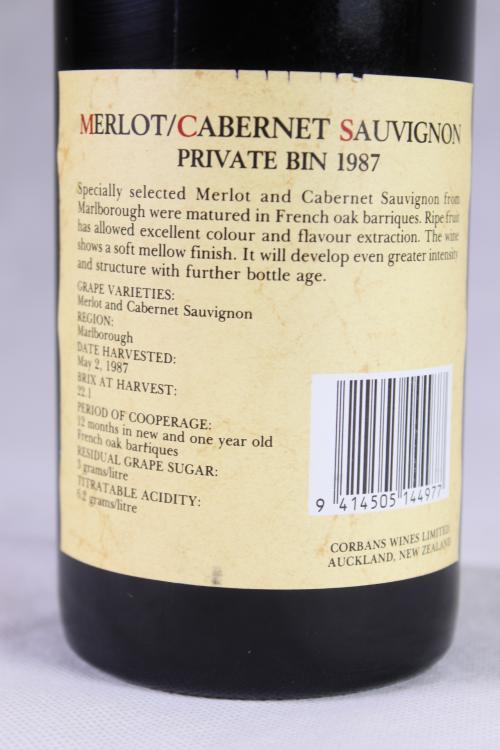 MERLOT/CABERNET SAUVIGNON
PRIVATE BIN 1987
Specially selected Merlot and Cabernet Sauvignon from
Marlborough were matured in French oak barriques. Ripe fruit
has allowed excellent colour and flavour extraction. The wine
shows a soft mellow finish. It will develop even greater intensity
and structure with further bottle age.
GRAPE VARIETIES:
Merlot and Cabernet Sauvignon
REGION:
Marlborough
DATE HARVESTED:
May 2, 1987
BRIX AT HARVEST:
22.1
PERIOD OF COOPERAGE:
12 months in new and one year old
French oak barriques
RESIDUAL GRAPE SUGAR:
3 grams/litre
TITRATABLE ACIDITY:
6.2 grams/litre
9 414505 144977
CORBANS WINES LIMITED
AUCKLAND, NEW ZEALAND